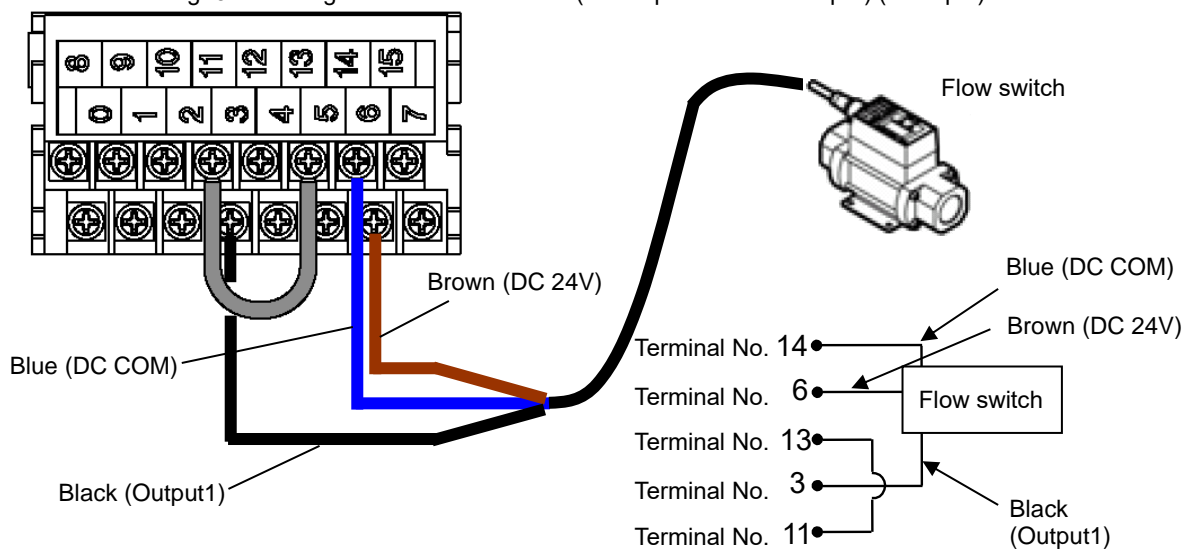 8 9 10 11 12 13 14 15
0 1 2 3 4 5 6 7
Flow switch
Brown (DC 24V)
Blue (DC COM)
Black (Output1)
Blue (DC COM)
Brown (DC 24V)
Terminal No. 14
Terminal No. 6
Flow switch
Terminal No. 13
Terminal No. 3
Terminal No. 11
Black
(Output1)